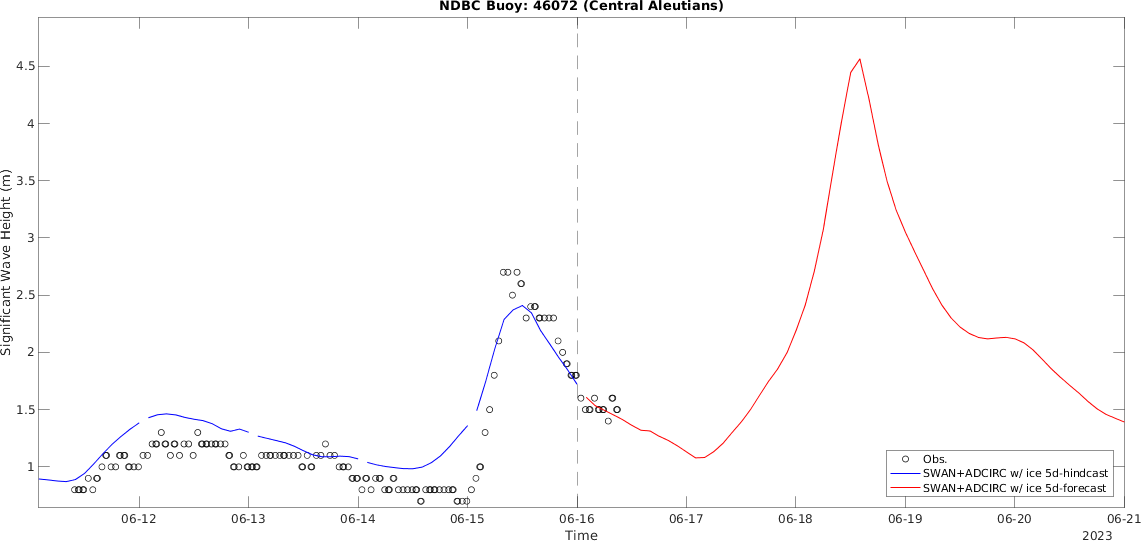 NDBC Buoy: 46072 (Central Aleutians)
Significant Wave Height (m)
4.5
4
3.5
3
2.5
2
1.5
1
Obs.
SWAN+ADCIRC w/ ice 5d-hindcast
SWAN+ADCIRC w/ ice 5d-forecast
06-12 06-13 06-14 06-15 06-16 06-17 06-18 06-19 06-20 06-21
Time
2023